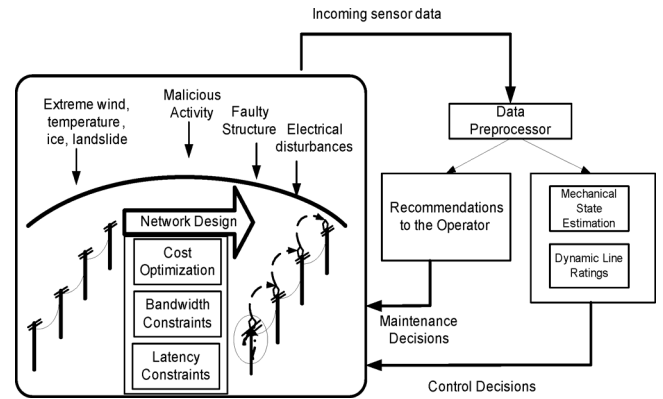 Incoming sensor data
Extreme wind,
temperature,
ice, landslide
Malicious
Activity
Faulty
Structure
Electrical
disturbances
Network Design
Cost
Optimization
Bandwidth
Constraints
Latency
Constraints
Data
Preprocessor
Recommendations
to the Operator
Mechanical
State
Estimation
Dynamic Line
Ratings
Maintenance
Decisions
Control Decisions